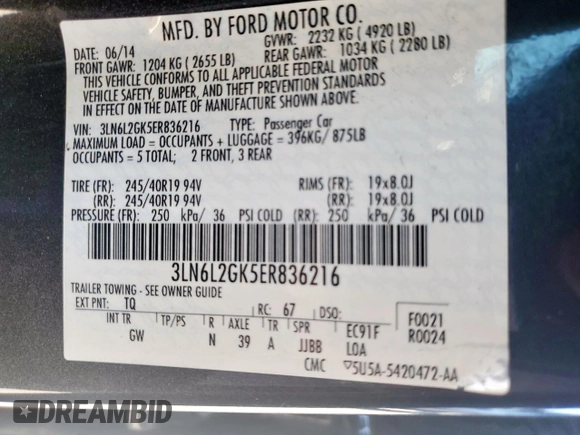 MFD. BY FORD MOTOR CO.
DATE: 06/14 GVWR: 2232 KG ( 4920 LB)
FRONT GAWR: 1204 KG ( 2655 LB) REAR GAWR: 1034 KG ( 2280 LB)
THIS VEHICLE CONFORMS TO ALL APPLICABLE FEDERAL MOTOR
VEHICLE SAFETY, BUMPER, AND THEFT PREVENTION STANDARDS
IN EFFECT ON THE DATE OF MANUFACTURE SHOWN ABOVE.
VIN: 3LN6L2GK5ER836216 TYPE: Passenger Car
MAXIMUM LOAD = OCCUPANTS + LUGGAGE = 396KG/ 875LB
OCCUPANTS = 5 TOTAL; 2 FRONT, 3 REAR
TIRE (FR): 245/40R19 94V RIMS (FR): 19x8.0J
(RR): 245/40R19 94V (RR): 19x8.0J
PRESSURE (FR): 250 kPa/ 36 PSI COLD (RR): 250 kPa/ 36 PSI COLD
3LN6L2GK5ER836216
TRAILER TOWING - SEE OWNER GUIDE
EXT PNT: TQ RC: 67 DSO: F0021
INT TR TP/PS R AXLE TR SPR EC91F R0024
GW N 39 A JJBB LOA
CMC ▽5U5A-5420472-AA
DREAMBID